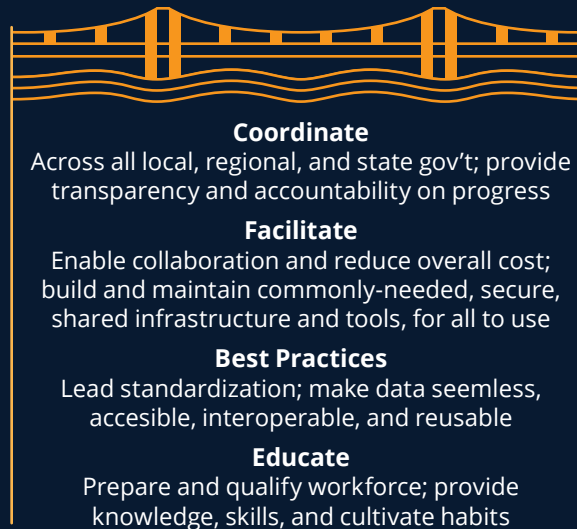 Coordinate
Across all local, regional, and state gov't; provide
transparency and accountability on progress
Facilitate
Enable collaboration and reduce overall cost;
build and maintain commonly-needed, secure,
shared infrastructure and tools, for all to use
Best Practices
Lead standardization; make data seemless,
accesible, interoperable, and reusable
Educate
Prepare and qualify workforce; provide
knowledge, skills, and cultivate habits